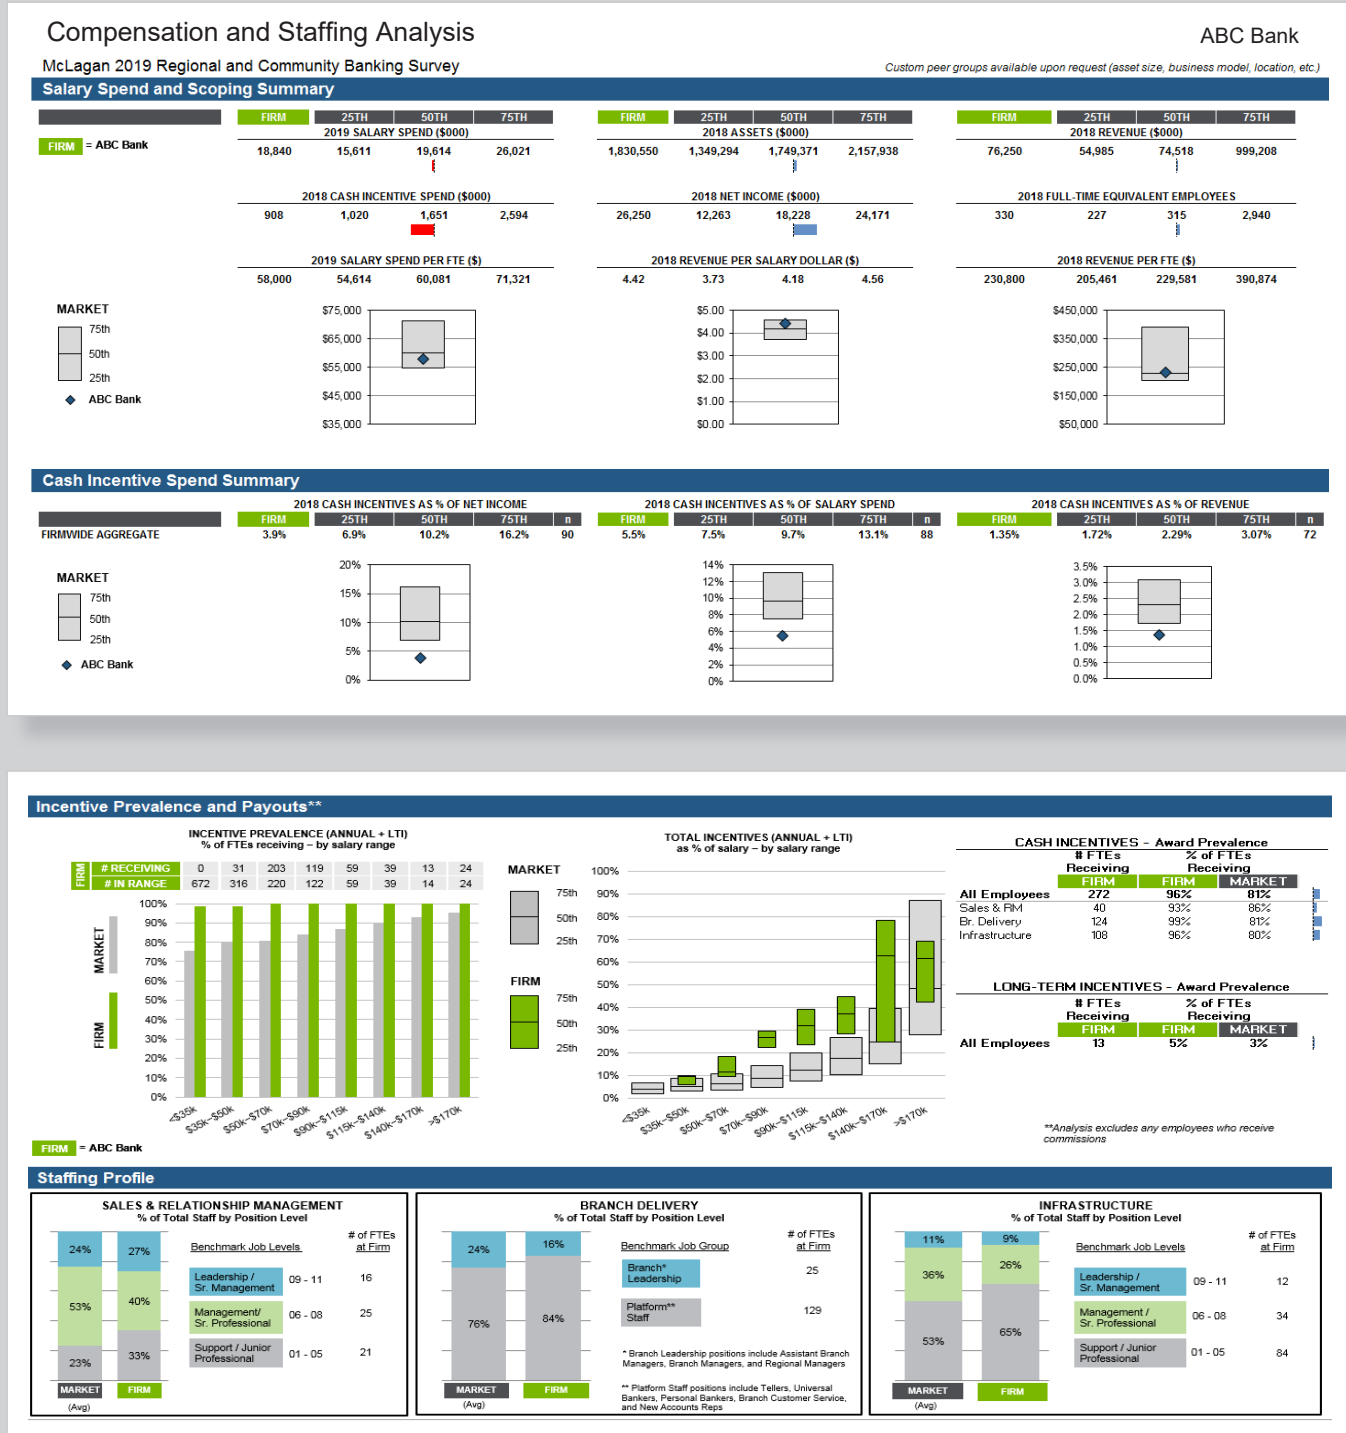 Compensation and Staffing Analysis
ABC Bank
McLagan 2019 Regional and Community Banking Survey
Custom peer groups available upon request (asset size, business model, location, etc.)
Salary Spend and Scoping Summary
FIRM 25TH 50TH 75TH FIRM 25TH 50TH 75TH FIRM 25TH 50TH 75TH
2019 SALARY SPEND ($000) 2018 ASSETS ($000) 2018 REVENUE ($000)
FIRM = ABC Bank
18,840 15,611 19,614 26,021 1,830,550 1,349,294 1,749,371 2,157,938 76,250 54,985 74,518 999,208
2018 CASH INCENTIVE SPEND ($000) 2018 NET INCOME ($000) 2018 FULL-TIME EQUIVALENT EMPLOYEES
908 1,020 1,651 2,594 26,250 12,263 18,228 24,171 330 227 315 2,940
2019 SALARY SPEND PER FTE ($) 2018 REVENUE PER SALARY DOLLAR ($) 2018 REVENUE PER FTE ($)
58,000 54,614 60,081 71,321 4.42 3.73 4.18 4.56 230,800 205,461 229,581 390,874
MARKET
75th
50th
25th
ABC Bank
$75,000
$65,000
$55,000
$45,000
$35,000
$5.00
$4.00
$3.00
$2.00
$1.00
$0.00
$450,000
$350,000
$250,000
$150,000
$50,000
Cash Incentive Spend Summary
2018 CASH INCENTIVES AS % OF NET INCOME 2018 CASH INCENTIVES AS % OF SALARY SPEND 2018 CASH INCENTIVES AS % OF REVENUE
FIRM 25TH 50TH 75TH n FIRM 25TH 50TH 75TH n FIRM 25TH 50TH 75TH n
FIRMWIDE AGGREGATE 3.9% 6.9% 10.2% 16.2% 90 5.5% 7.5% 9.7% 13.1% 88 1.35% 1.72% 2.29% 3.07% 72
MARKET
75th
50th
25th
ABC Bank
20%
15%
10%
5%
0%
14%
12%
10%
8%
6%
4%
2%
0%
3.5%
3.0%
2.5%
2.0%
1.5%
1.0%
0.5%
0.0%
Incentive Prevalence and Payouts**
INCENTIVE PREVALENCE (ANNUAL + LTI)
% of FTEs receiving – by salary range
FIRM
# RECEIVING 0 31 203 119 59 39 13 24
# IN RANGE 672 316 220 122 59 39 14 24
MARKET
FIRM
100%
90%
80%
70%
60%
50%
40%
30%
20%
10%
0%
<$35k $35k–$50k $50k–$70k $70k–$90k $90k–$115k $115k–$140k $140k–$170k >$170k
FIRM = ABC Bank
MARKET
75th
50th
25th
FIRM
75th
50th
25th
TOTAL INCENTIVES (ANNUAL + LTI)
as % of salary – by salary range
100%
90%
80%
70%
60%
50%
40%
30%
20%
10%
0%
<$35k $35k–$50k $50k–$70k $70k–$90k $90k–$115k $115k–$140k $140k–$170k >$170k
CASH INCENTIVES - Award Prevalence
# FTEs % of FTEs
Receiving Receiving
FIRM FIRM MARKET
All Employees 272 96% 81%
Sales & RM 40 93% 86%
Br. Delivery 124 99% 81%
Infrastructure 108 96% 80%
LONG-TERM INCENTIVES - Award Prevalence
# FTEs % of FTEs
Receiving Receiving
FIRM FIRM MARKET
All Employees 13 5% 3%
**Analysis excludes any employees who receive
commissions
Staffing Profile
SALES & RELATIONSHIP MANAGEMENT
% of Total Staff by Position Level
# of FTEs
at Firm
Benchmark Job Levels
24% 27%
53% 40%
23% 33%
MARKET FIRM
(Avg)
Leadership /
Sr. Management 09 - 11 16
Management/
Sr. Professional 06 - 08 25
Support / Junior
Professional 01 - 05 21
BRANCH DELIVERY
% of Total Staff by Position Level
# of FTEs
at Firm
Benchmark Job Group
24% 16%
76% 84%
MARKET FIRM
(Avg)
Branch*
Leadership 25
Platform**
Staff 129
* Branch Leadership positions include Assistant Branch
Managers, Branch Managers, and Regional Managers
** Platform Staff positions include Tellers, Universal
Bankers, Personal Bankers, Branch Customer Service,
and New Accounts Reps
INFRASTRUCTURE
% of Total Staff by Position Level
# of FTEs
at Firm
Benchmark Job Levels
11% 9%
36% 26%
53% 65%
MARKET FIRM
(Avg)
Leadership /
Sr. Management 09 - 11 12
Management /
Sr. Professional 06 - 08 34
Support / Junior
Professional 01 - 05 84